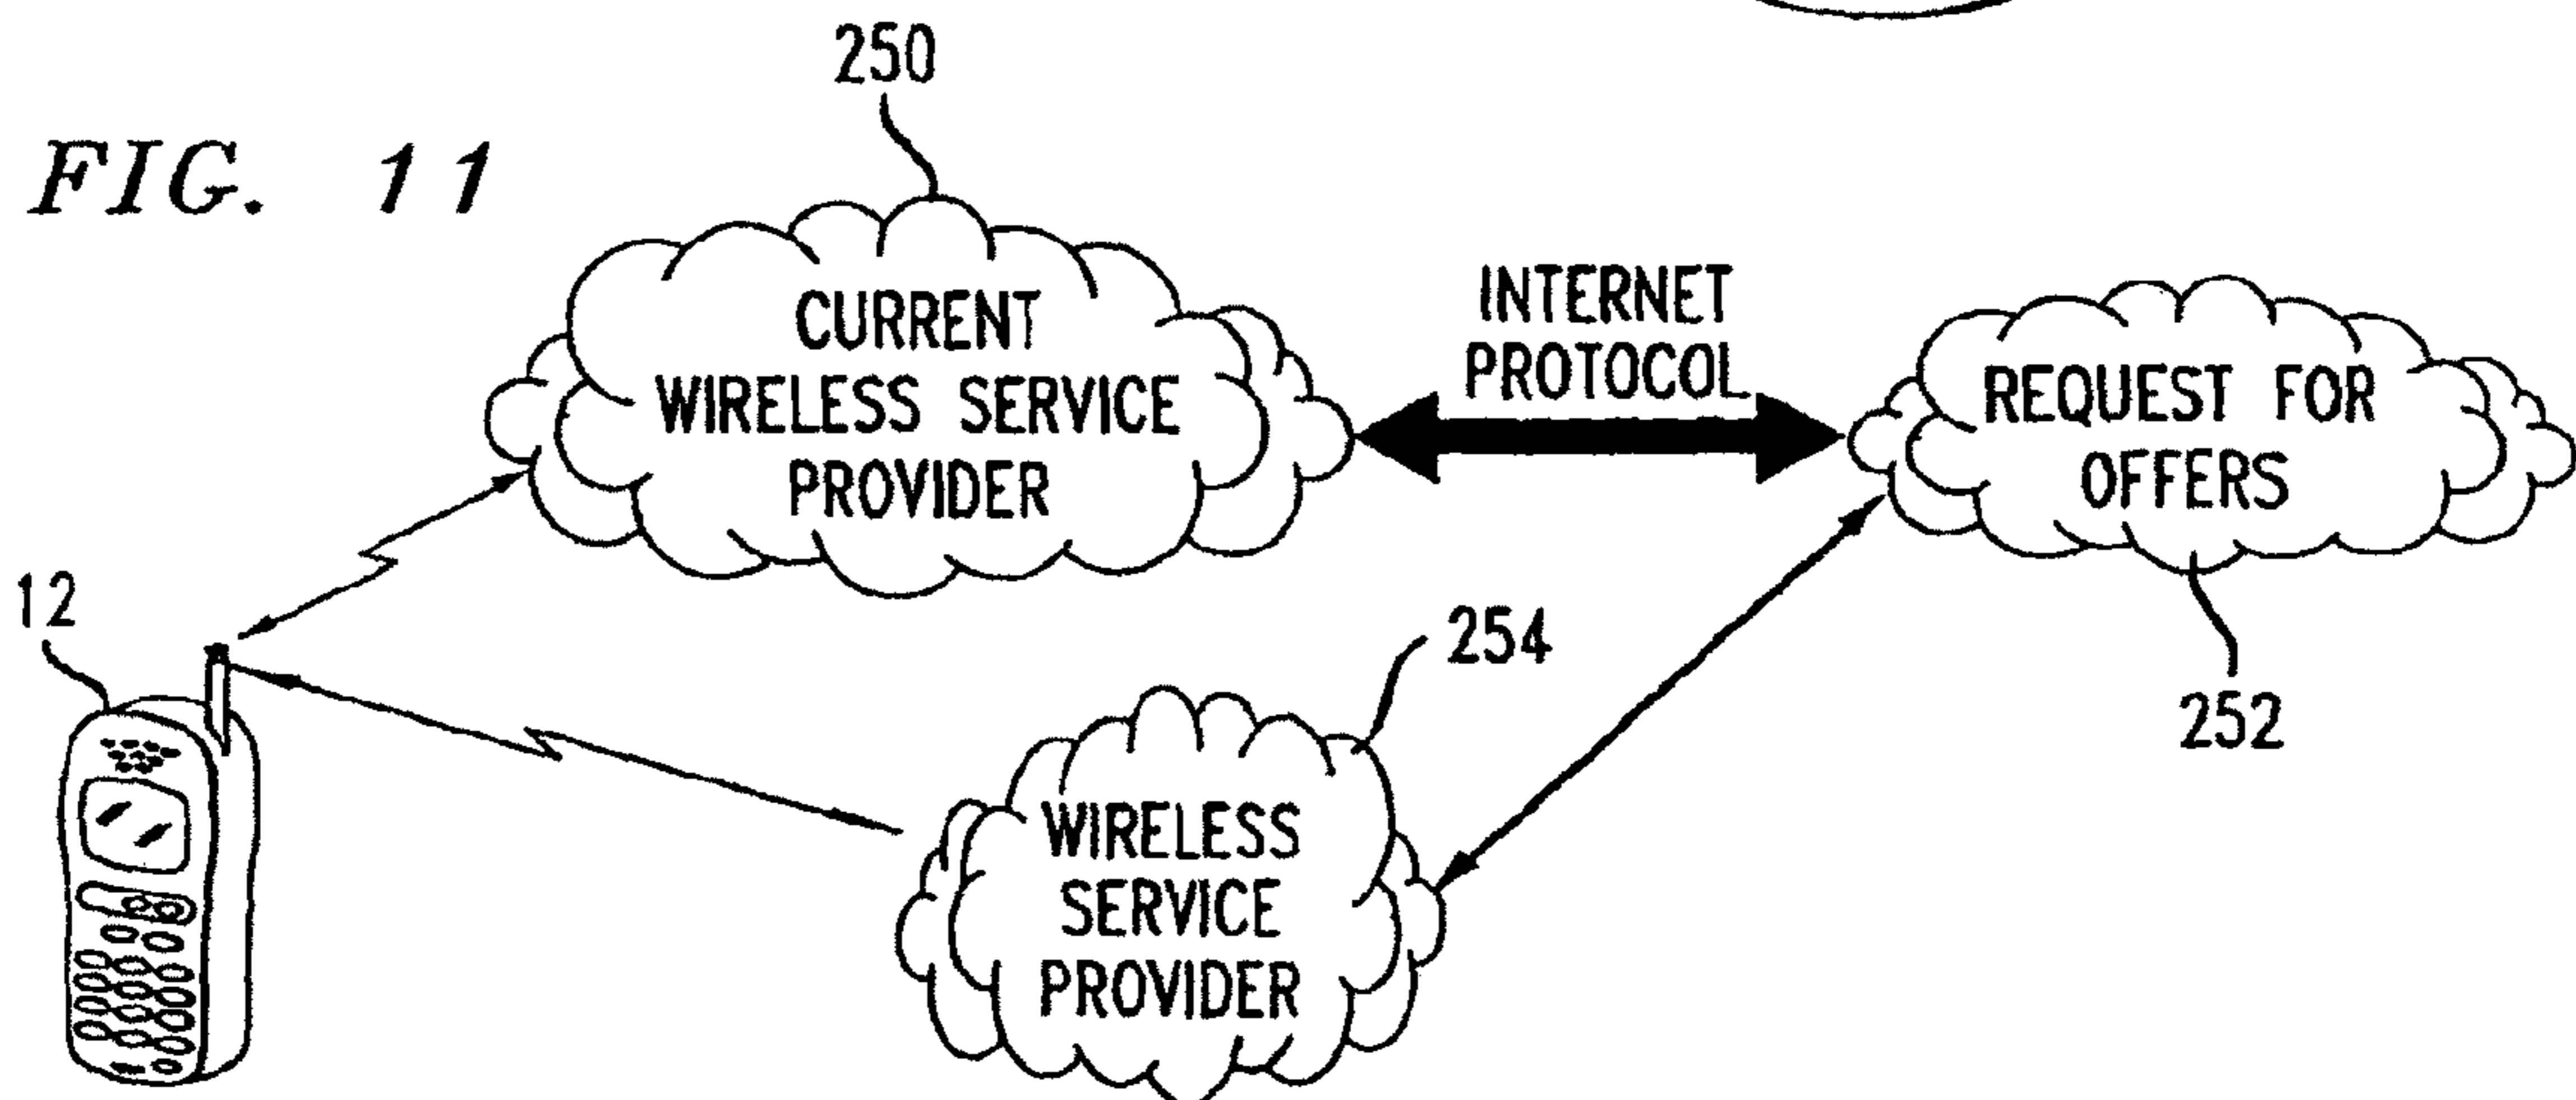 250
FIG. 11
CURRENT
WIRELESS SERVICE
PROVIDER
INTERNET
PROTOCOL
REQUEST FOR
OFFERS
12
254
252
WIRELESS
SERVICE
PROVIDER